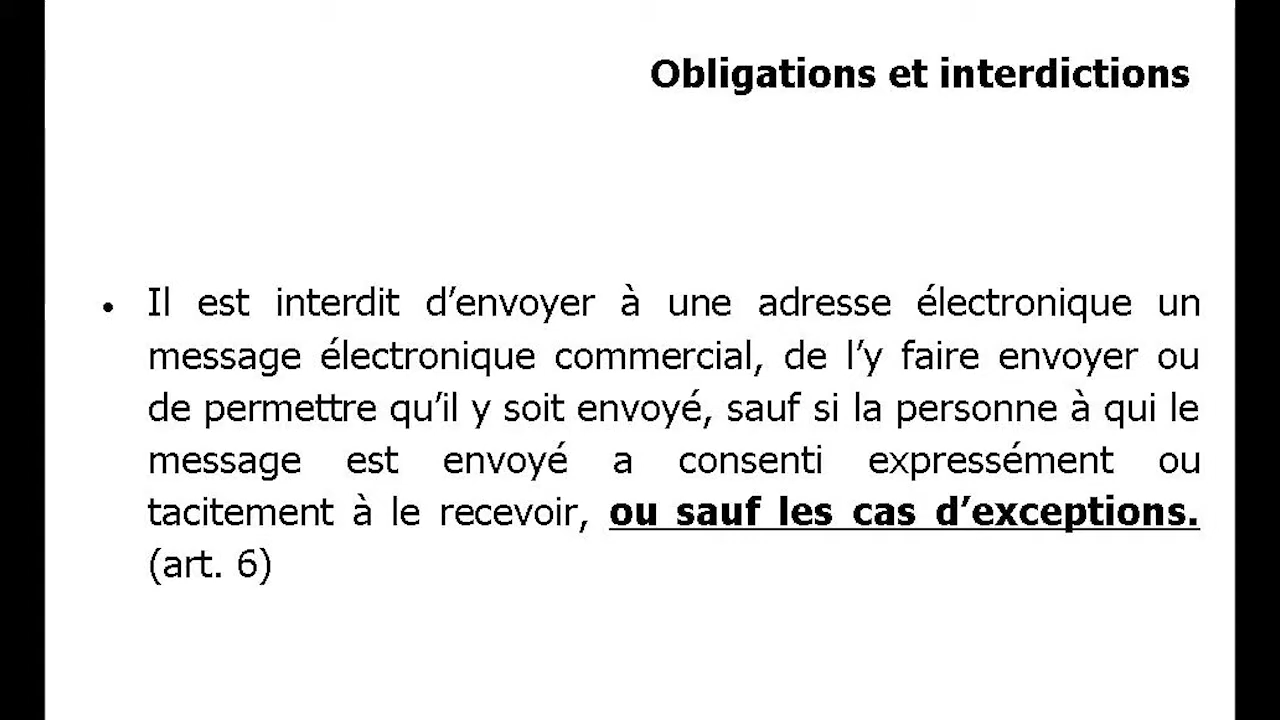 Obligations et interdictions
• Il est interdit d’envoyer à une adresse électronique un
message électronique commercial, de l’y faire envoyer ou
de permettre qu’il y soit envoyé, sauf si la personne à qui le
message est envoyé a consenti expressément ou
tacitement à le recevoir, ou sauf les cas d’exceptions.
(art. 6)